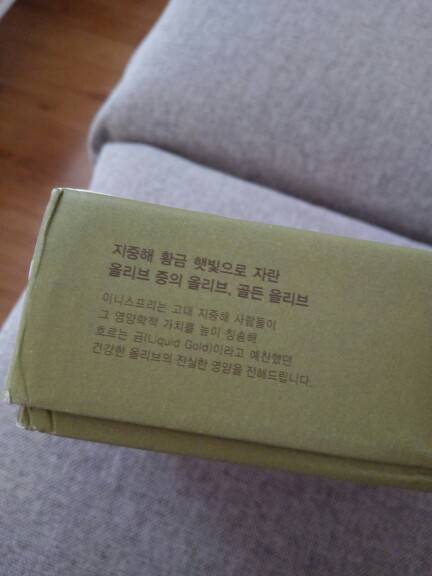 지중해 황금 햇빛으로 자란
올리브 중의 올리브, 골든 올리브
이니스프리는 고대 지중해 사람들이
그 영양학적 가치를 높이 칭송해
흐르는 금(Liquid Gold)이라고 예찬했던
건강한 올리브의 진실한 영양을 전해드립니다.